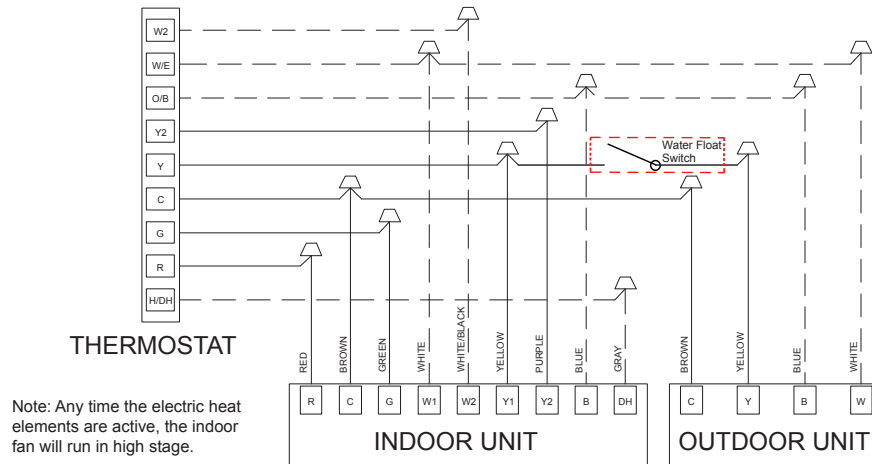 W2
W/E
O/B
Y2
Y
C
G
R
H/DH
THERMOSTAT
Water Float
Switch
RED
BROWN
GREEN
WHITE
WHITE/BLACK
YELLOW
PURPLE
BLUE
GRAY
BROWN
YELLOW
BLUE
WHITE
R
C
G
W1
W2
Y1
Y2
B
DH
C
Y
B
W
INDOOR UNIT
OUTDOOR UNIT
Note: Any time the electric heat
elements are active, the indoor
fan will run in high stage.